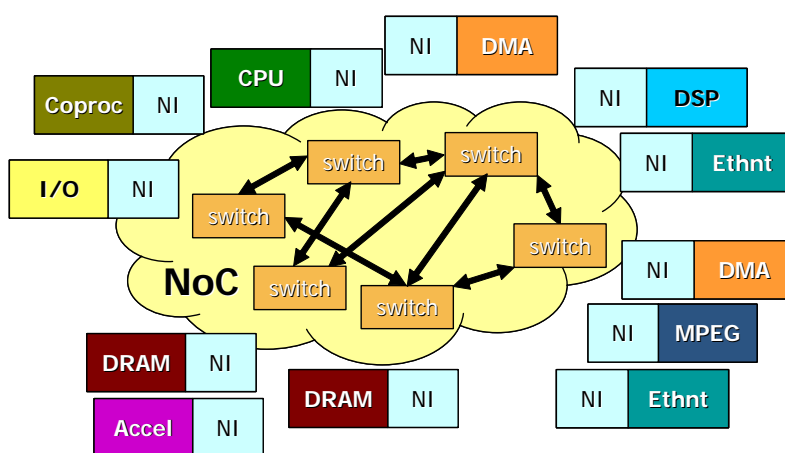 NI DMA
CPU NI
Coproc NI
NI DSP
switch
switch
NI Ethnt
I/O NI
switch
switch
NoC
switch
switch
NI DMA
NI MPEG
DRAM NI
DRAM NI
NI Ethnt
Accel NI